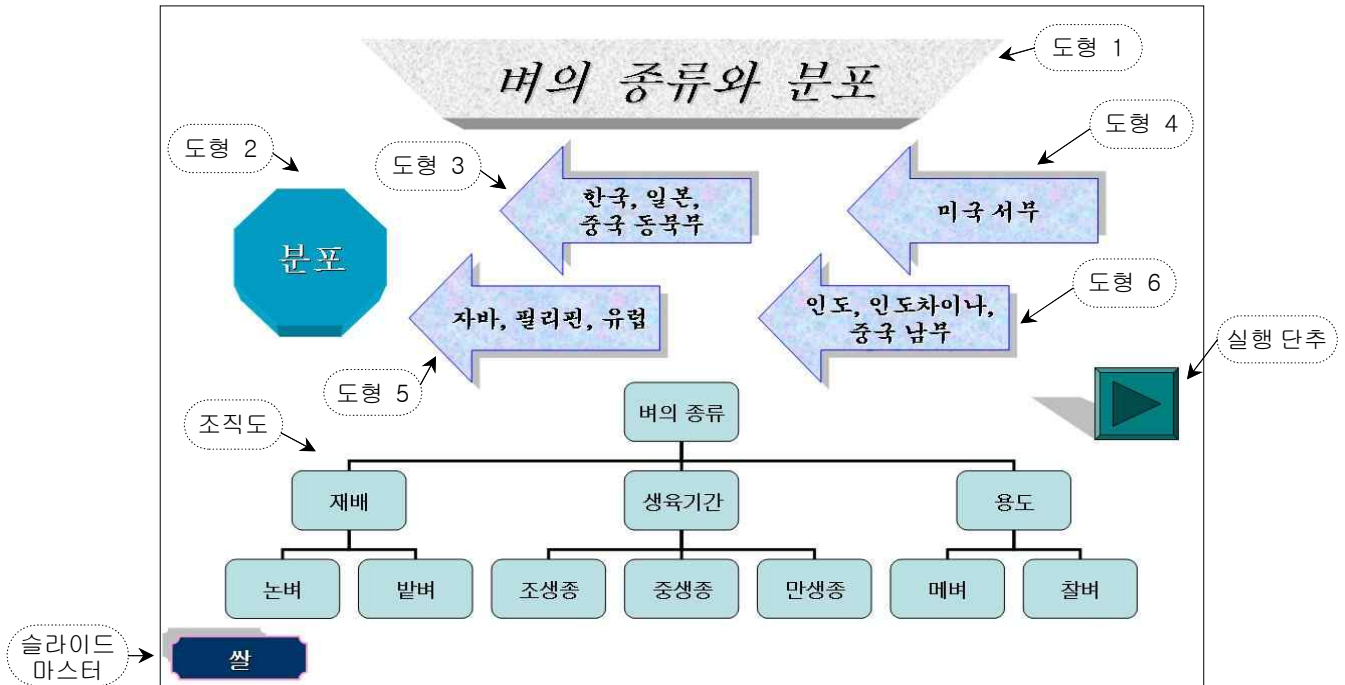 벼의 종류와 분포
도형 1
도형 2
도형 3
도형 4
한국, 일본,
중국 동북부
미국 서부
분포
자바, 필리핀, 유럽
인도, 인도차이나,
중국 남부
도형 6
도형 5
실행 단추
조직도
벼의 종류
재배
생육기간
용도
논벼
밭벼
조생종
중생종
만생종
메벼
찰벼
슬라이드
마스터
쌀